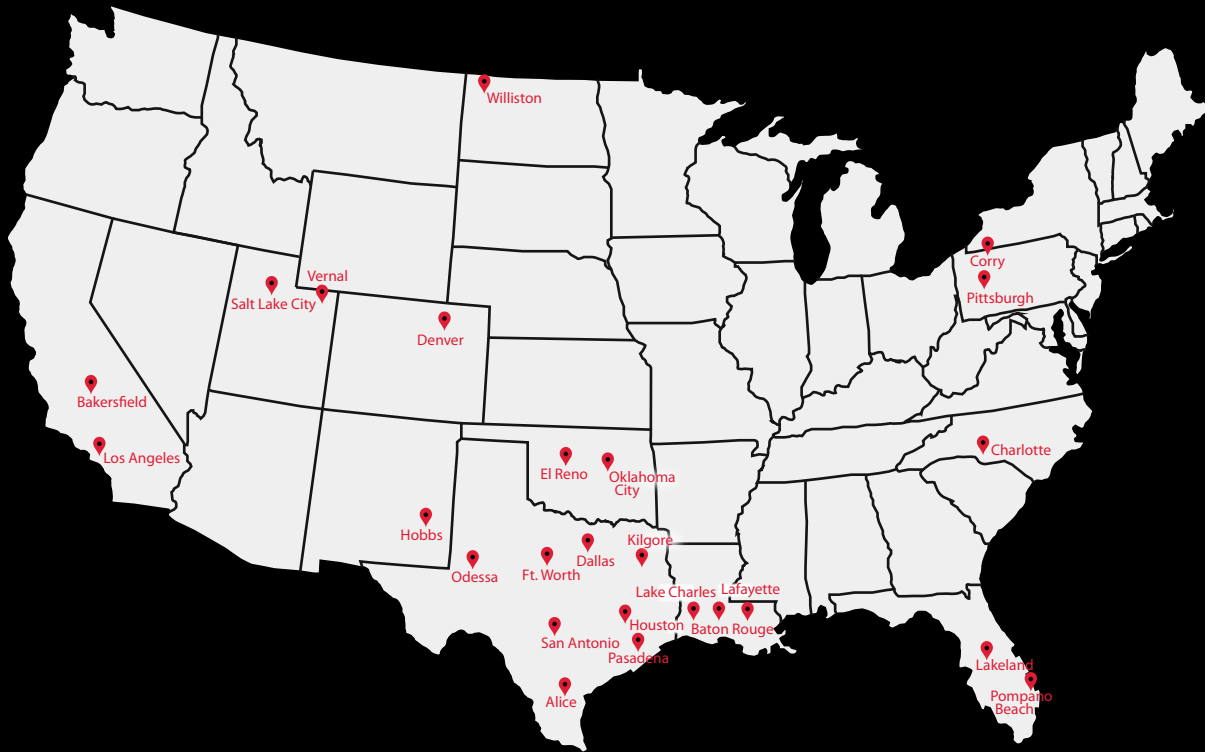 Williston
Corry
Pittsburgh
Vernal
Salt Lake City
Denver
Bakersfield
Los Angeles
Charlotte
El Reno
Oklahoma
City
Hobbs
Kilgore
Dallas
Ft. Worth
Odessa
Lake Charles
Lafayette
Houston
Baton Rouge
San Antonio
Pasadena
Alice
Lakeland
Pompano
Beach